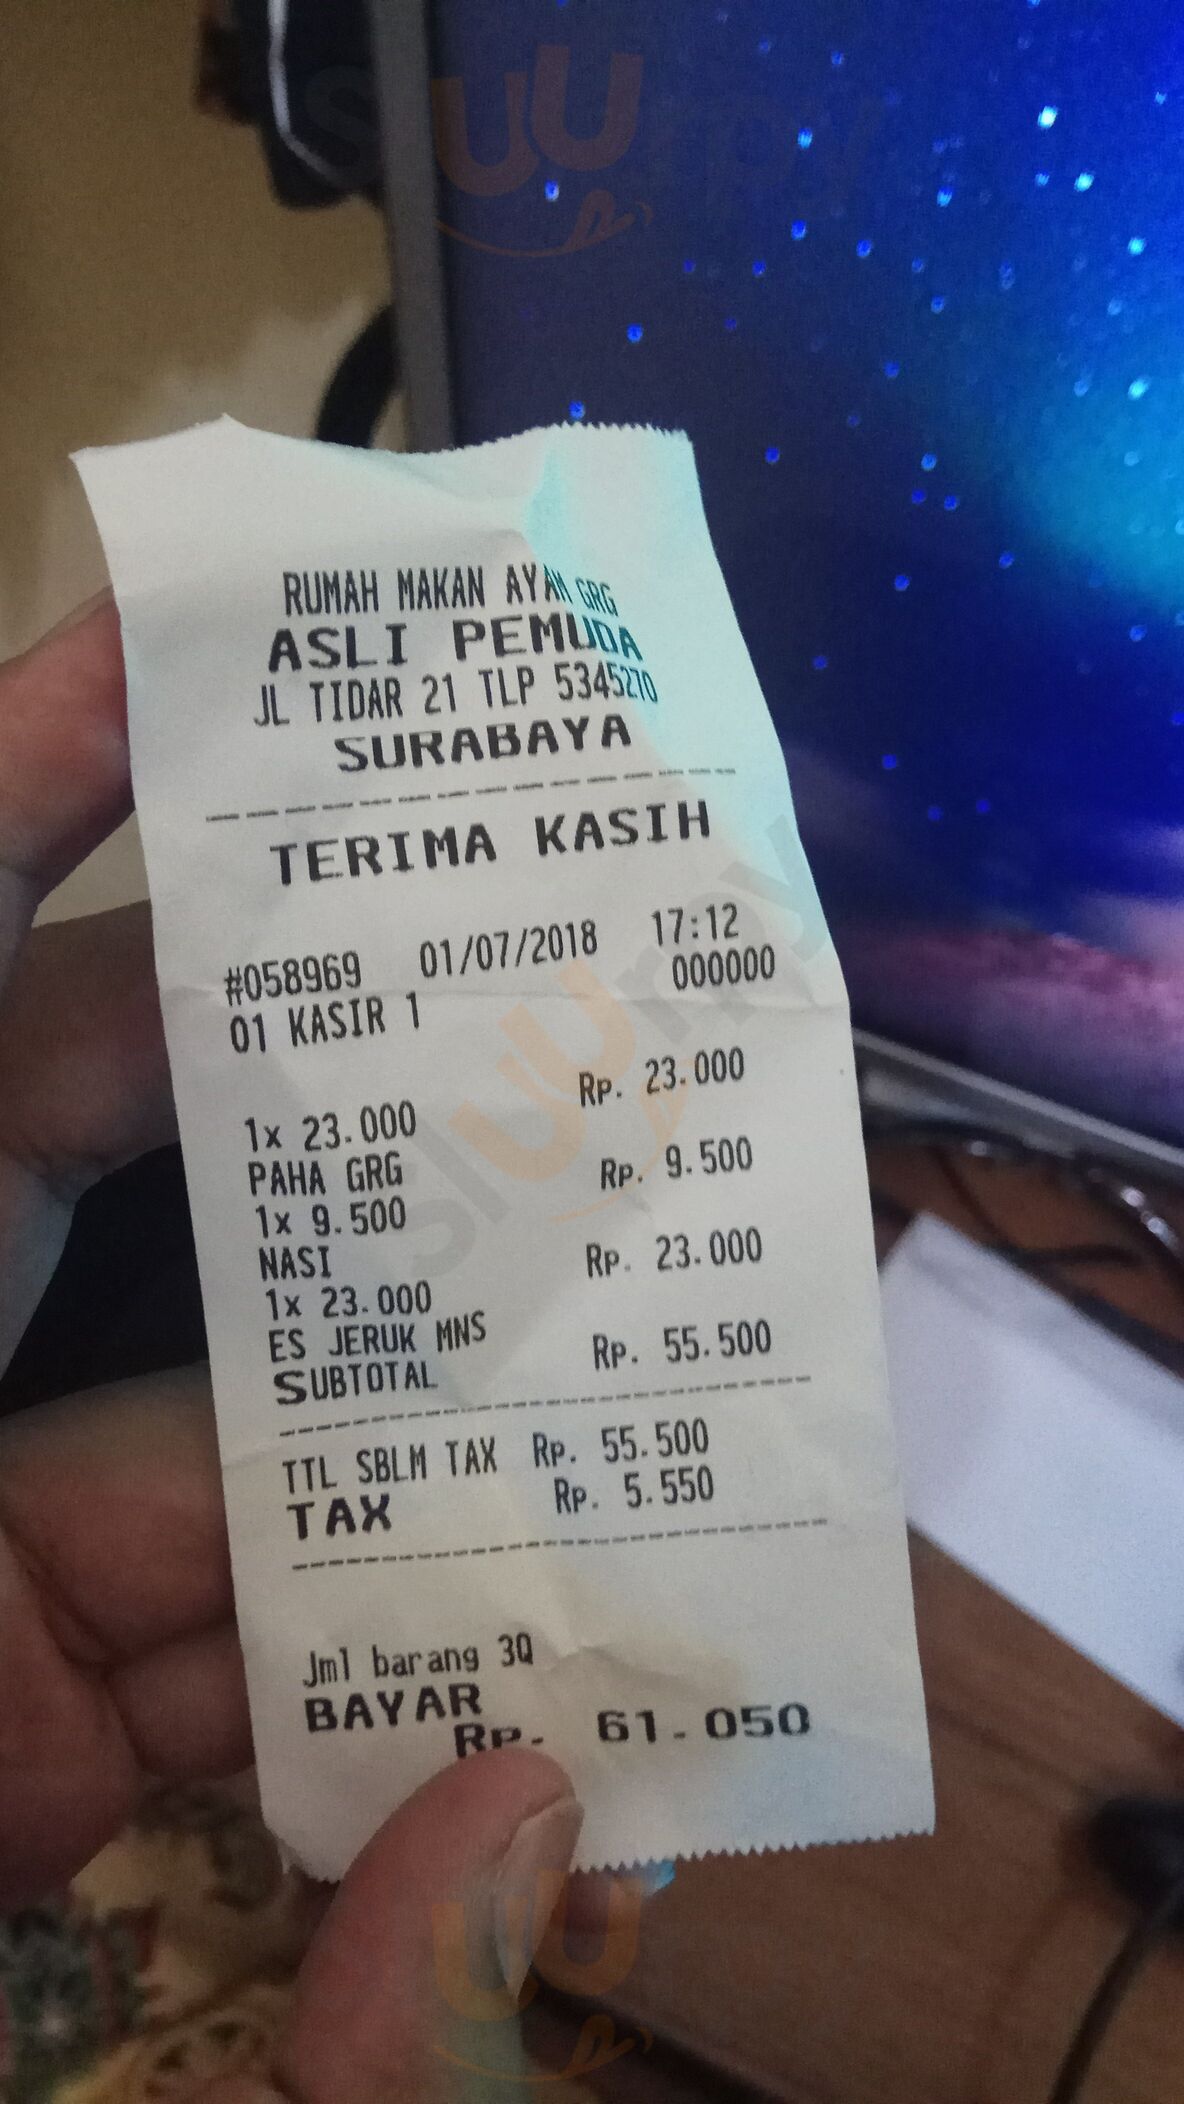 Slurpy
RUMAH MAKAN AYAM GRG
ASLI PEMUDA
JL TIDAR 21 TLP 5345270
SURABAYA
TERIMA KASIH
#058969 01/07/2018 17:12
01 KASIR 1 000000
Rp. 23.000
1x 23.000
PAHA GRG Rp. 9.500
1x 9.500
NASI Rp. 23.000
1x 23.000
ES JERUK MNS
SUBTOTAL Rp. 55.500
TTL SBLM TAX Rp. 55.500
TAX Rp. 5.550
Jml barang 3Q
BAYAR
Rp. 61.050